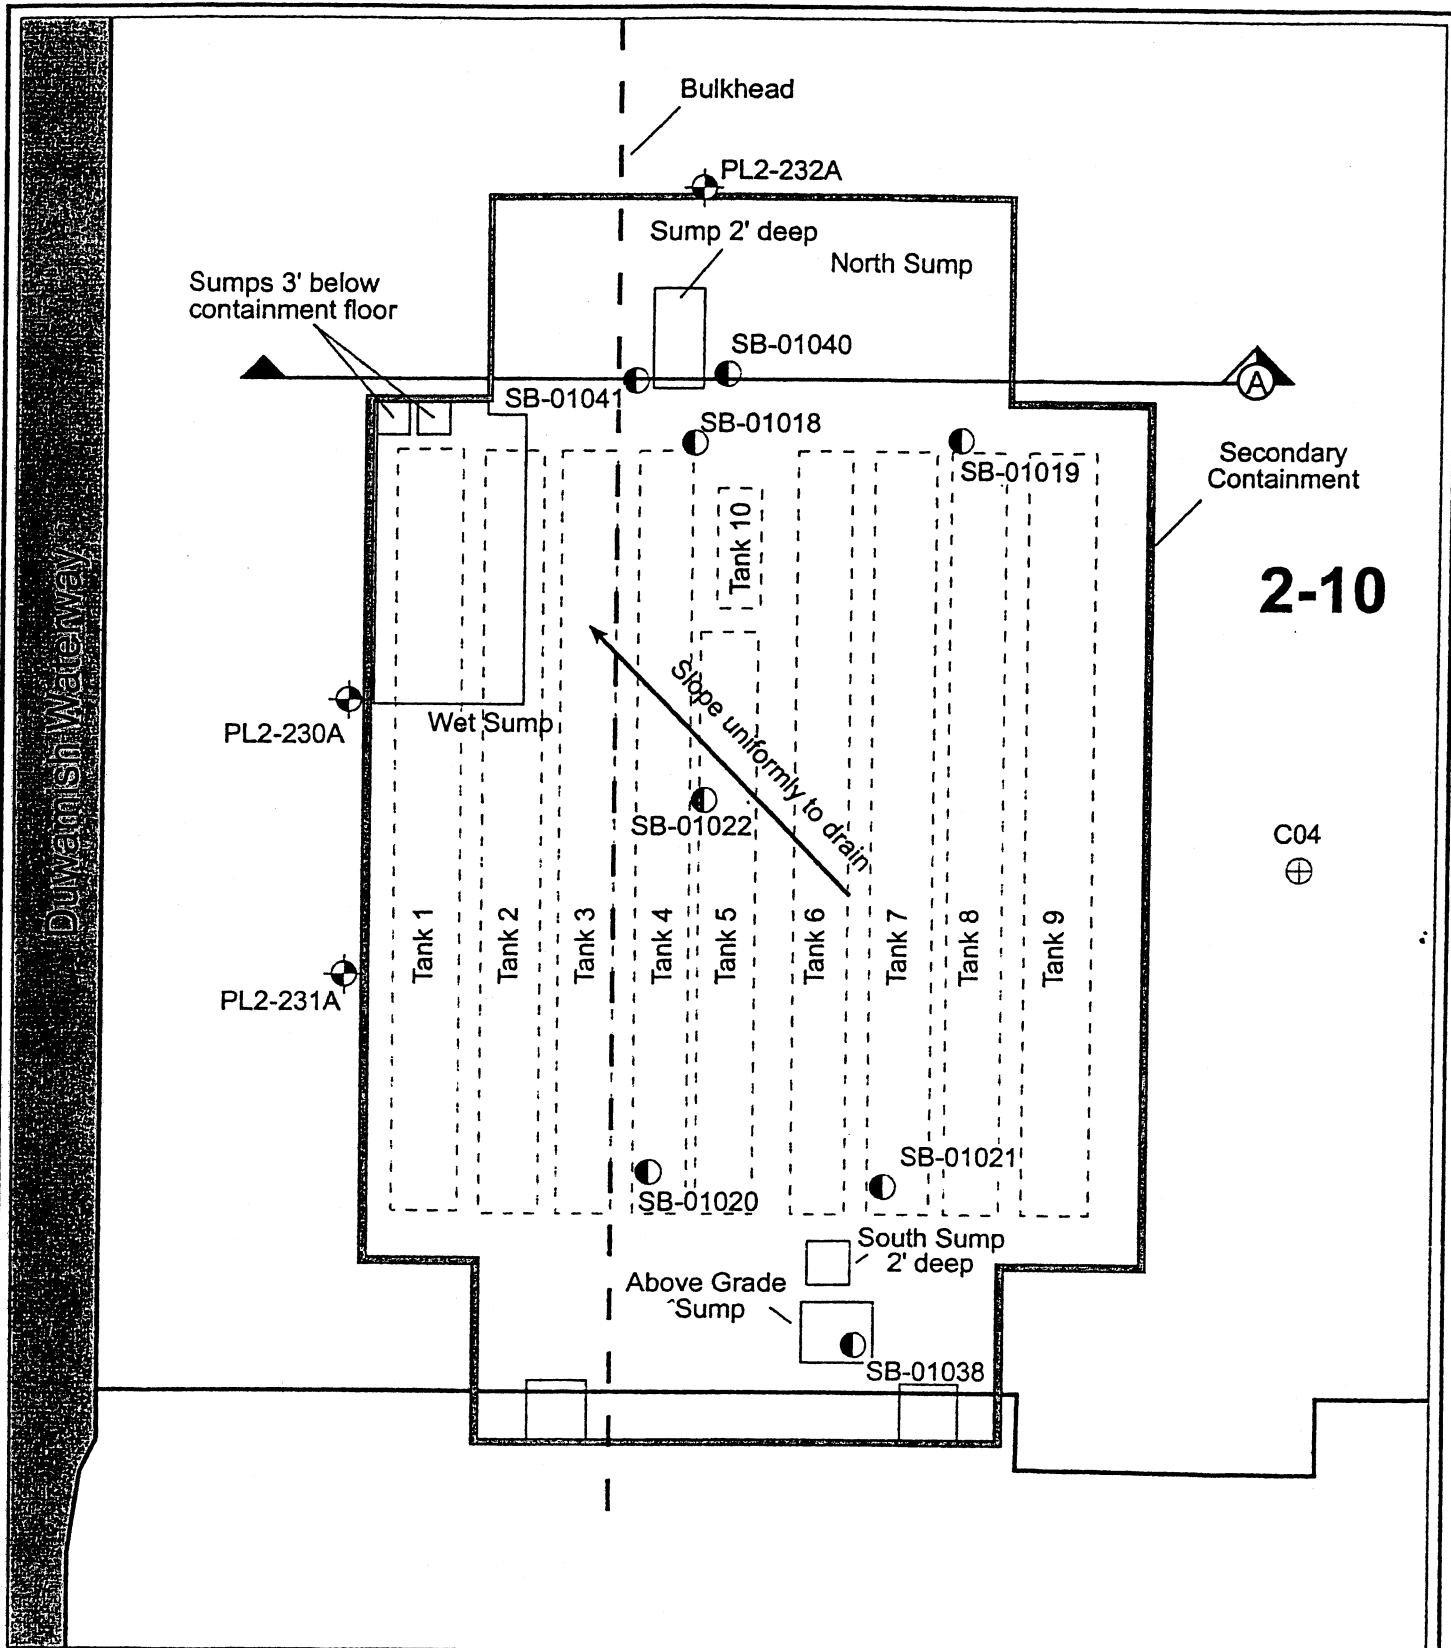 Bulkhead
PL2-232A
Sump 2' deep
North Sump
Sumps 3' below
containment floor
SB-01040
A
SB-01041
SB-01018
SB-01019
Secondary
Containment
Tank 10
2-10
Duwamish Waterway
Slope uniformly to drain
Wet Sump
PL2-230A
SB-01022
C04
Tank 1
Tank 2
Tank 3
Tank 4
Tank 5
Tank 6
Tank 7
Tank 8
Tank 9
PL2-231A
SB-01021
SB-01020
South Sump
2' deep
Above Grade
Sump
SB-01038